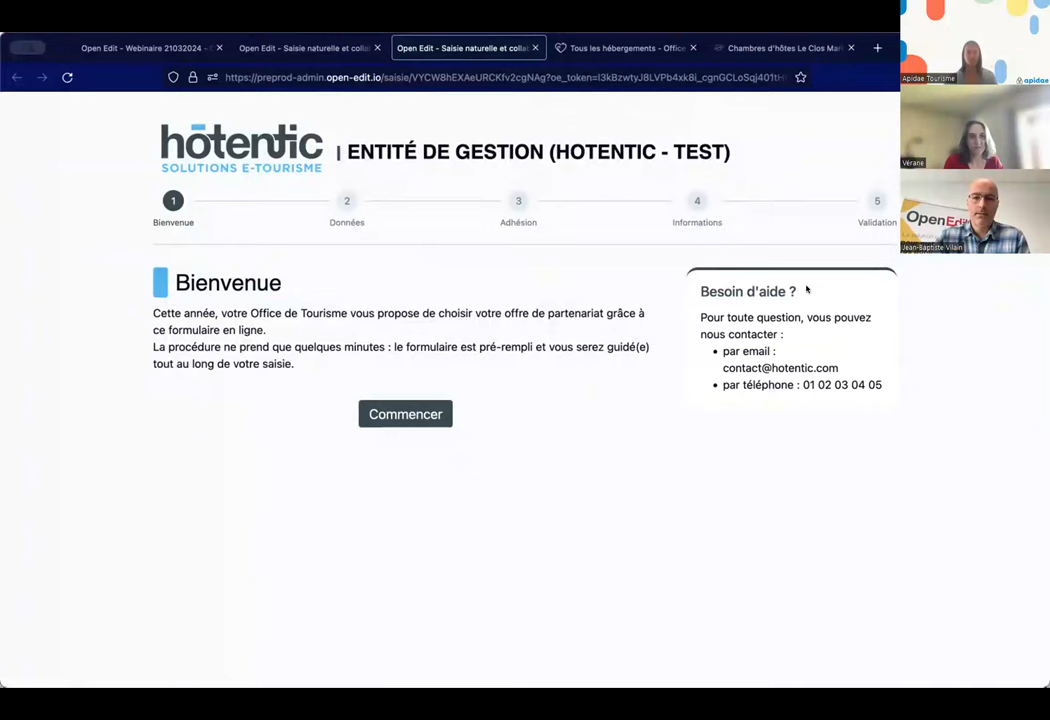 Open Edit - Webinaire 21032024 -
Open Edit - Saisie naturelle et colla
Open Edit - Saisie naturelle et collat
Tous les hébergements - Office
Chambres d'hôtes Le Clos Mar
https://preprod-admin.open-edit.io/saisie/
hōtentic
SOLUTIONS E-TOURISME
| ENTITÉ DE GESTION (HOTENTIC - TEST)
1
2
3
4
5
Bienvenue
Données
Adhésion
Informations
Validation
Bienvenue
Cette année, votre Office de Tourisme vous propose de choisir votre offre de partenariat grâce à
ce formulaire en ligne.
La procédure ne prend que quelques minutes : le formulaire est pré-rempli et vous serez guidé(e)
tout au long de votre saisie.
Commencer
Besoin d'aide ?
Pour toute question, vous pouvez
nous contacter :
par email :
contact@hotentic.com
par téléphone : 01 02 03 04 05
Apidae Tourisme
apidae
Vérane
OpenEdi
Jean-Baptiste Vilain